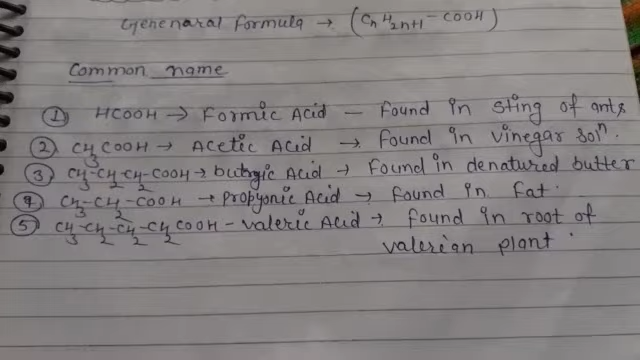 Genenaral formula → (CnH2n+1-COOH)
Common name
① HCOOH → Formic Acid - Found in sting of ants
② CH3COOH → Acetic Acid → Found in vinegar solⁿ.
③ CH3-CH2-CH2-COOH → butryic Acid → Found in denatured butter
④ CH3-CH2-COOH → propyonic Acid → found in fat.
⑤ CH3-CH2-CH2-CH2COOH - valeric Acid → found in root of
valerian plant.